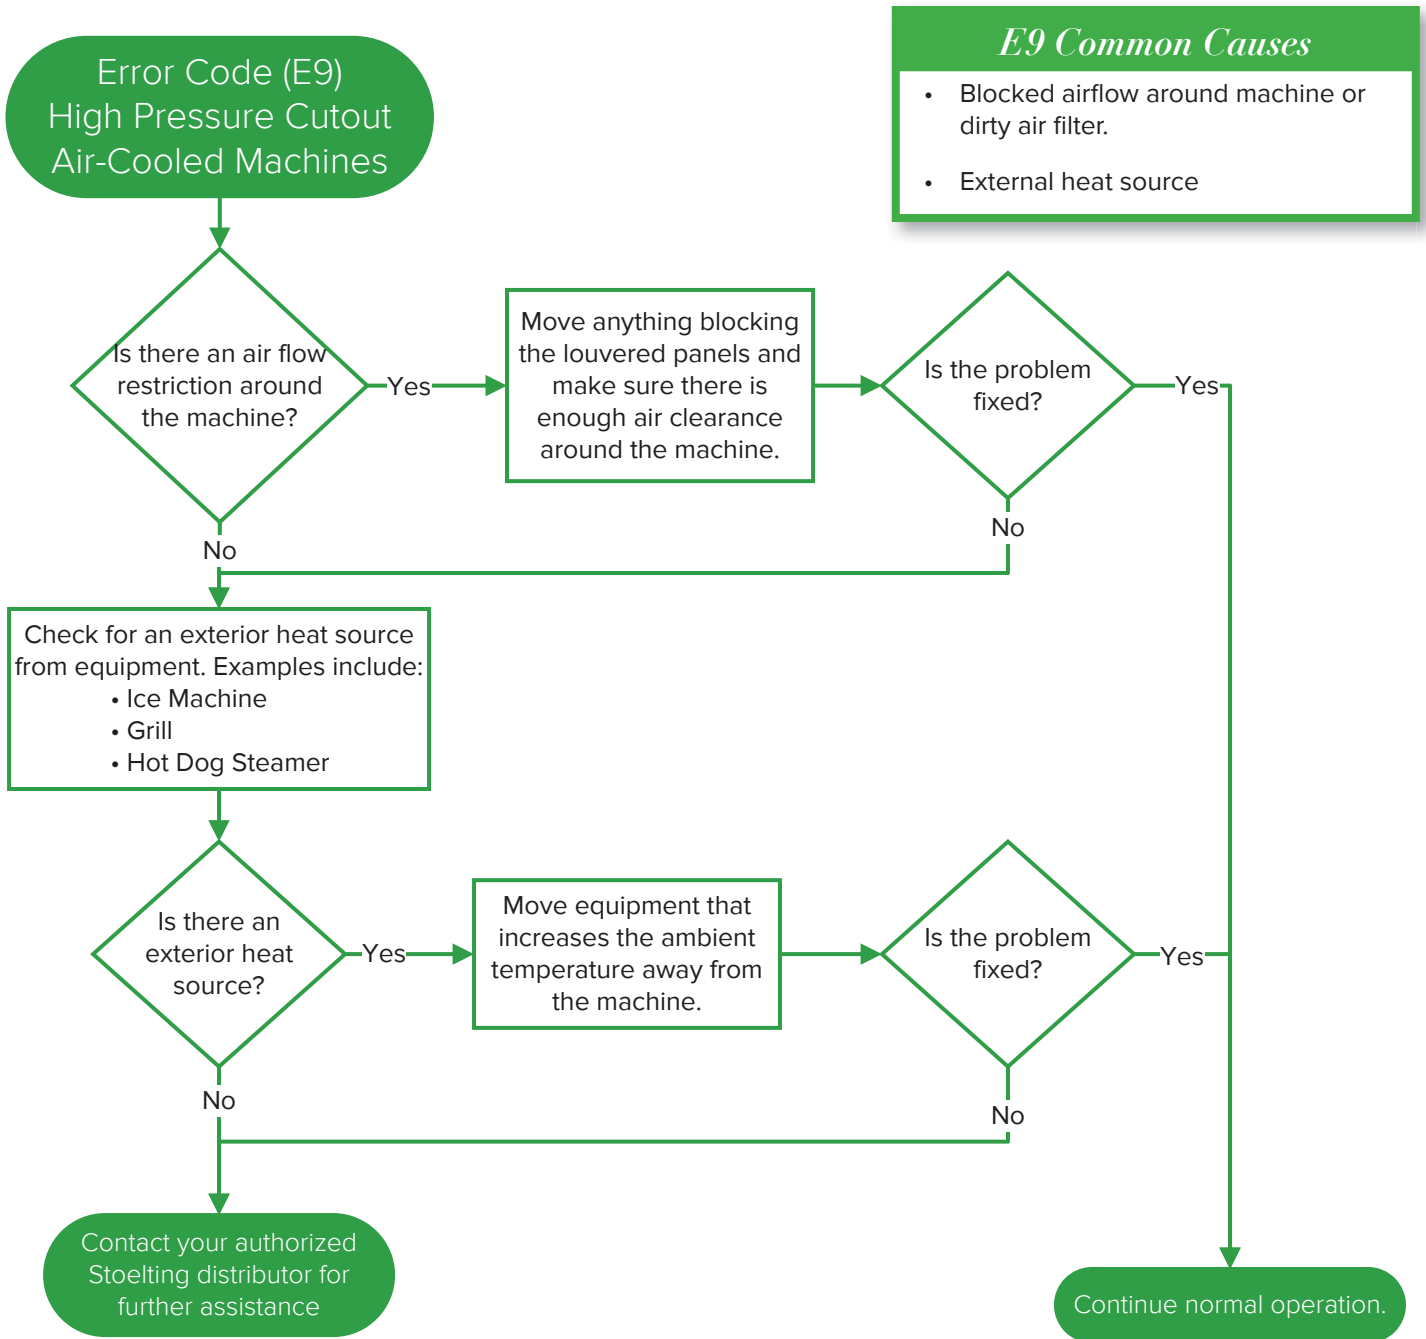 Error Code (E9)
High Pressure Cutout
Air-Cooled Machines
E9 Common Causes
• Blocked airflow around machine or
dirty air filter.
• External heat source
Is there an air flow
restriction around
the machine?
Yes
Move anything blocking
the louvered panels and
make sure there is
enough air clearance
around the machine.
Is the problem
fixed?
Yes
No
No
Check for an exterior heat source
from equipment. Examples include:
• Ice Machine
• Grill
• Hot Dog Steamer
Is there an
exterior heat
source?
Yes
Move equipment that
increases the ambient
temperature away from
the machine.
Is the problem
fixed?
Yes
No
No
Contact your authorized
Stoelting distributor for
further assistance
Continue normal operation.